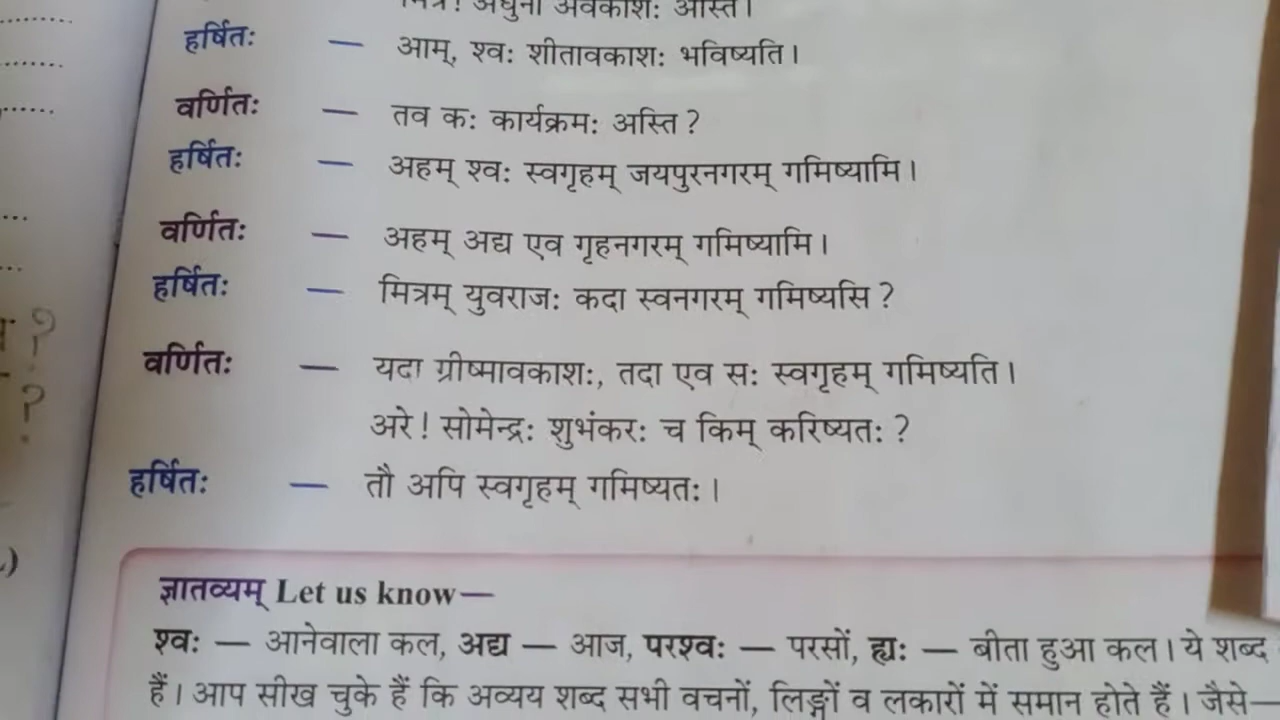 मित्र! अधुना अवकाशः अस्ति।
हर्षितः — आम्, श्वः शीतावकाशः भविष्यति।
वर्णितः — तव कः कार्यक्रमः अस्ति?
हर्षितः — अहम् श्वः स्वगृहम् जयपुरनगरम् गमिष्यामि।
वर्णितः — अहम् अद्य एव गृहनगरम् गमिष्यामि।
हर्षितः — मित्रम् युवराजः कदा स्वनगरम् गमिष्यसि?
वर्णितः — यदा ग्रीष्मावकाशः, तदा एव सः स्वगृहम् गमिष्यति।
अरे! सोमेन्द्रः शुभंकरः च किम् करिष्यतः?
हर्षितः — तौ अपि स्वगृहम् गमिष्यतः।
ज्ञातव्यम् Let us know—
श्वः — आनेवाला कल, अद्य — आज, परश्वः — परसों, ह्यः — बीता हुआ कल। ये शब्द
हैं। आप सीख चुके हैं कि अव्यय शब्द सभी वचनों, लिङ्गों व लकारों में समान होते हैं। जैसे—